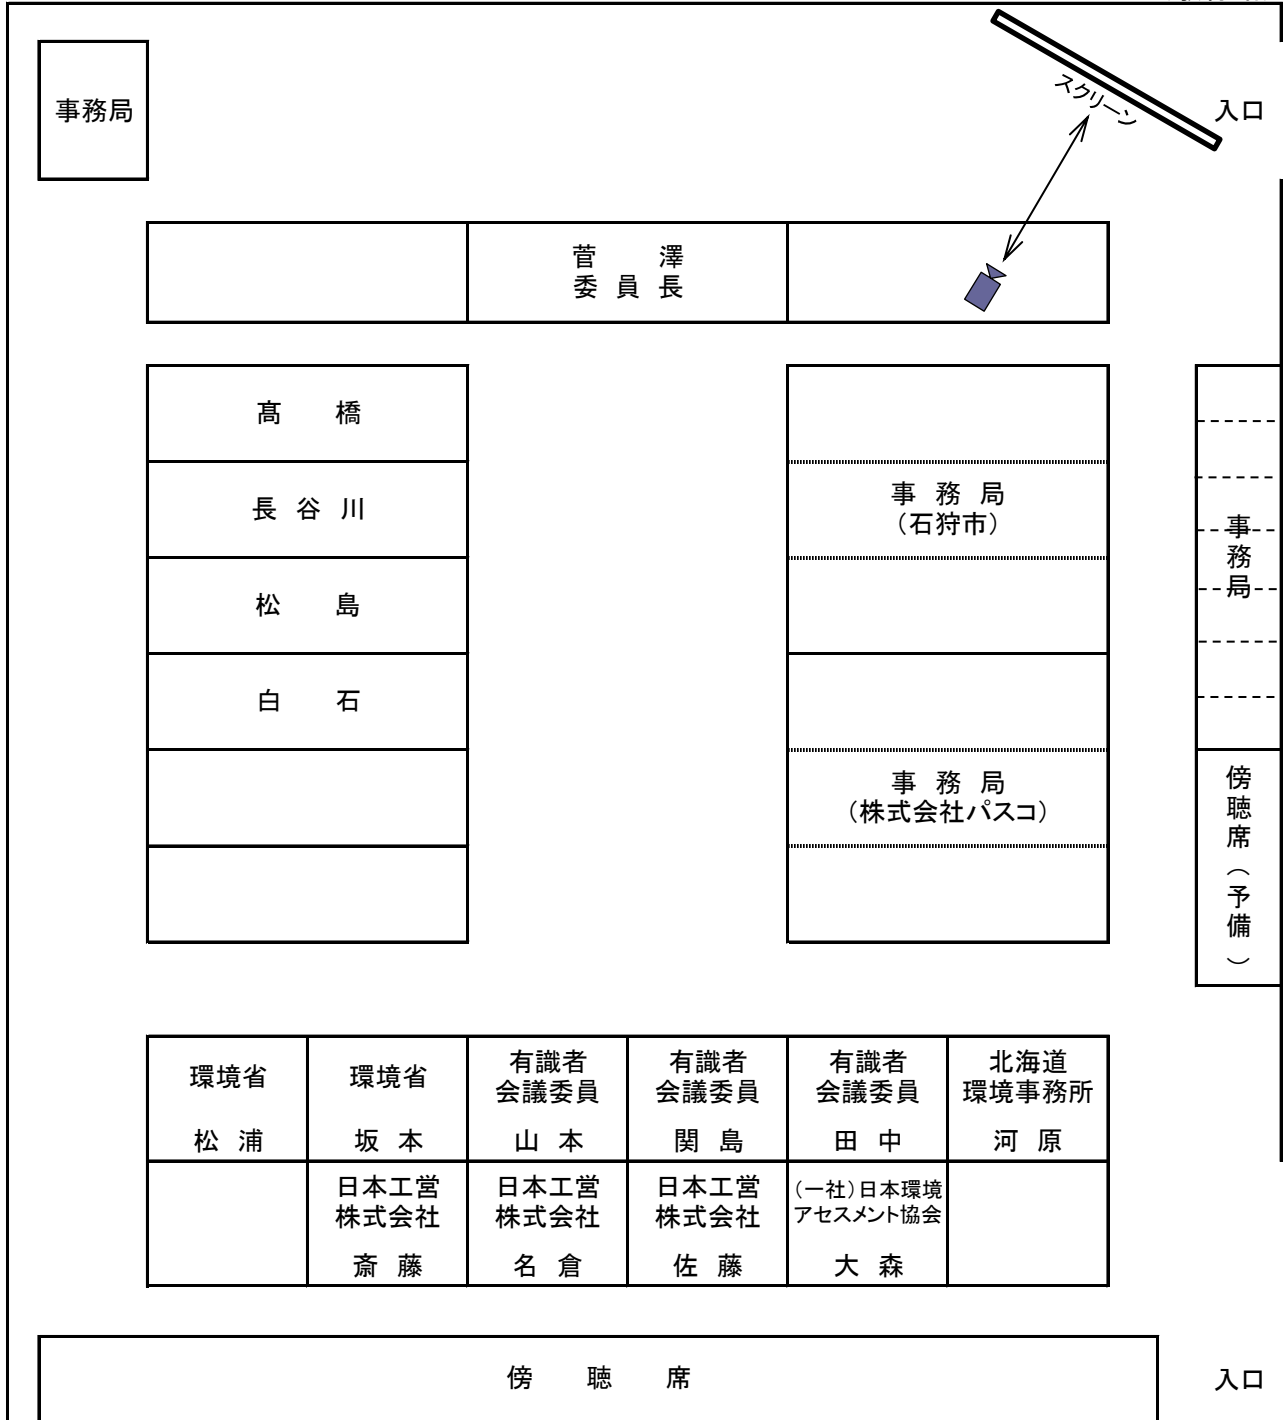 事務局
スクリーン
入口
菅　澤
委 員 長
髙　橋
長 谷 川
松　島
白　石
事 務 局
（石狩市）
事 務 局
（株式会社パスコ）
事務局
傍聴席（予備）
環境省
松 浦
環境省
坂 本
有識者
会議委員
山 本
有識者
会議委員
関 島
有識者
会議委員
田 中
北海道
環境事務所
河 原
日本工営
株式会社
斎 藤
日本工営
株式会社
名 倉
日本工営
株式会社
佐 藤
（一社）日本環境
アセスメント協会
大 森
傍　聴　席
入口